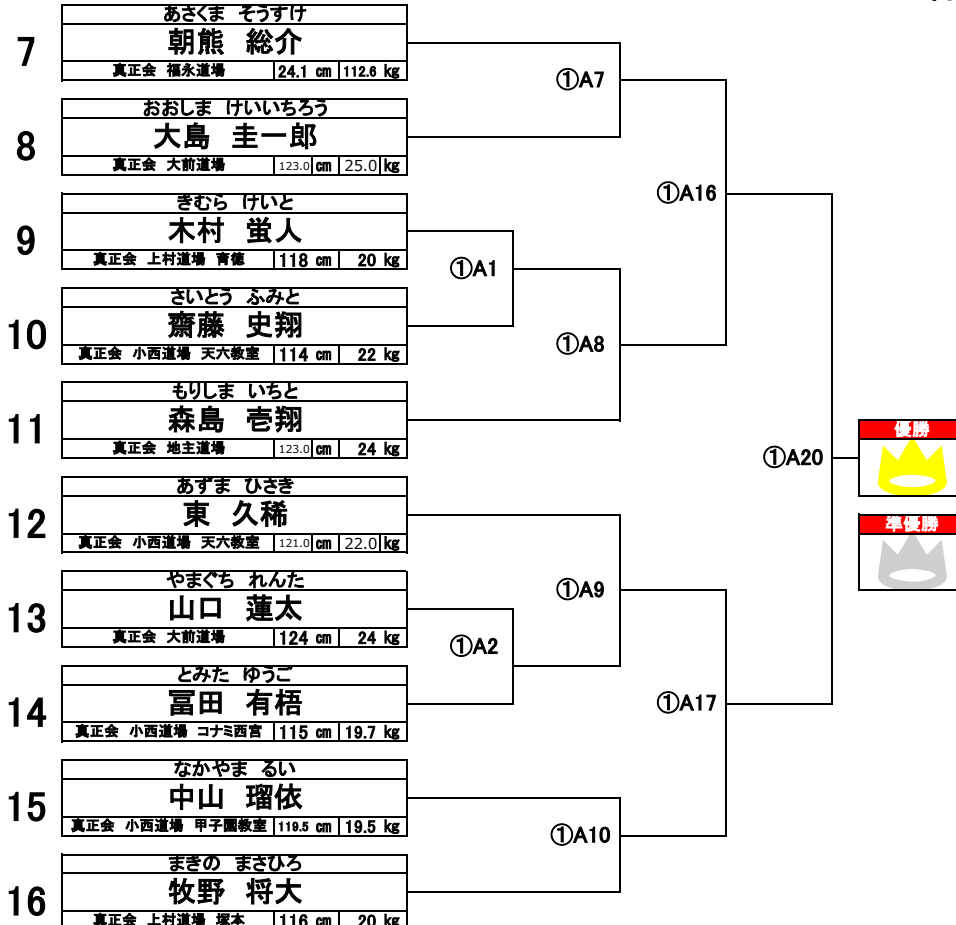 7
あさくま そうすけ
朝熊 総介
真正会 福永道場 24.1 cm 112.6 kg
8
おおしま けいいちろう
大島 圭一郎
真正会 大前道場 123.0 cm 25.0 kg
9
きむら けいと
木村 蛍人
真正会 上村道場 育徳 118 cm 20 kg
10
さいとう ふみと
齋藤 史翔
真正会 小西道場 天六教室 114 cm 22 kg
11
もりしま いちと
森島 壱翔
真正会 地主道場 123.0 cm 24 kg
12
あずま ひさき
東 久稀
真正会 小西道場 天六教室 121.0 cm 22.0 kg
13
やまぐち れんた
山口 蓮太
真正会 大前道場 124 cm 24 kg
14
とみた ゆうご
冨田 有梧
真正会 小西道場 コナミ西宮 115 cm 19.7 kg
15
なかやま るい
中山 瑠依
真正会 小西道場 甲子園教室 119.5 cm 19.5 kg
16
まきの まさひろ
牧野 将大
真正会 上村道場 塚本 116 cm 20 kg
①A7
①A1
①A8
①A16
①A9
①A2
①A10
①A17
①A20
優勝
準優勝